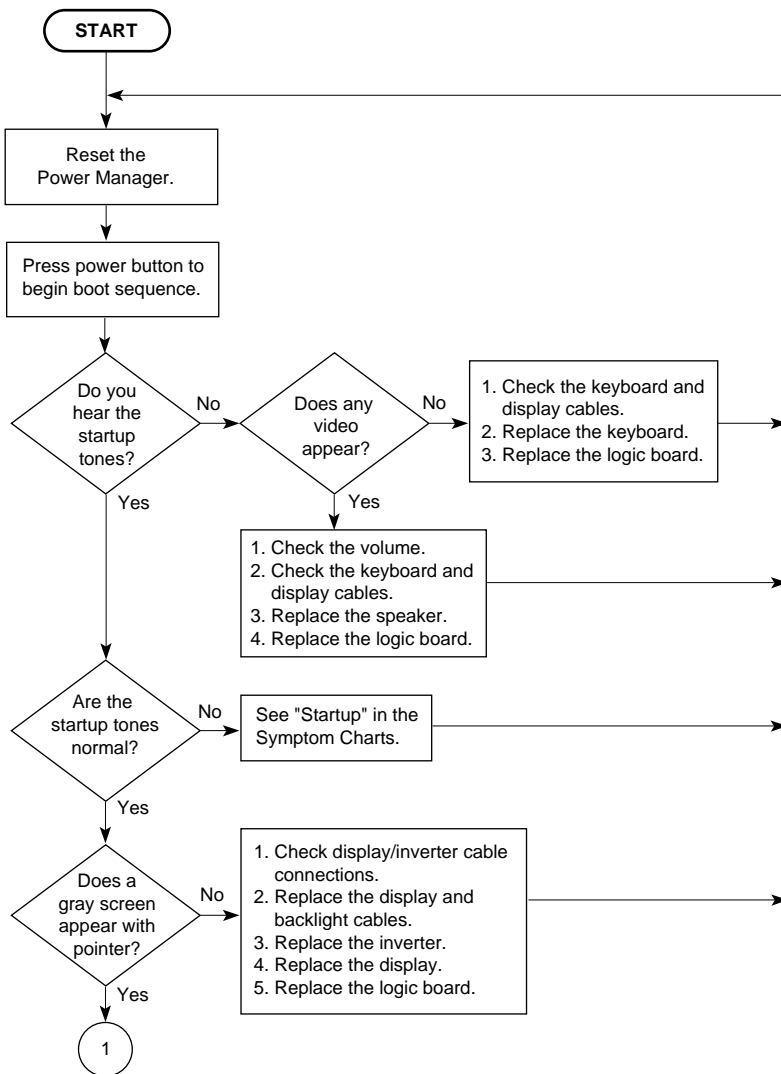 START
Reset the
Power Manager.
Press power button to
begin boot sequence.
Do you
hear the
startup
tones?
No
Yes
Does any
video
appear?
No
Yes
1. Check the keyboard and
display cables.
2. Replace the keyboard.
3. Replace the logic board.
1. Check the volume.
2. Check the keyboard and
display cables.
3. Replace the speaker.
4. Replace the logic board.
Are the
startup tones
normal?
No
Yes
See "Startup" in the
Symptom Charts.
Does a
gray screen
appear with
pointer?
No
Yes
1. Check display/inverter cable
connections.
2. Replace the display and
backlight cables.
3. Replace the inverter.
4. Replace the display.
5. Replace the logic board.
1